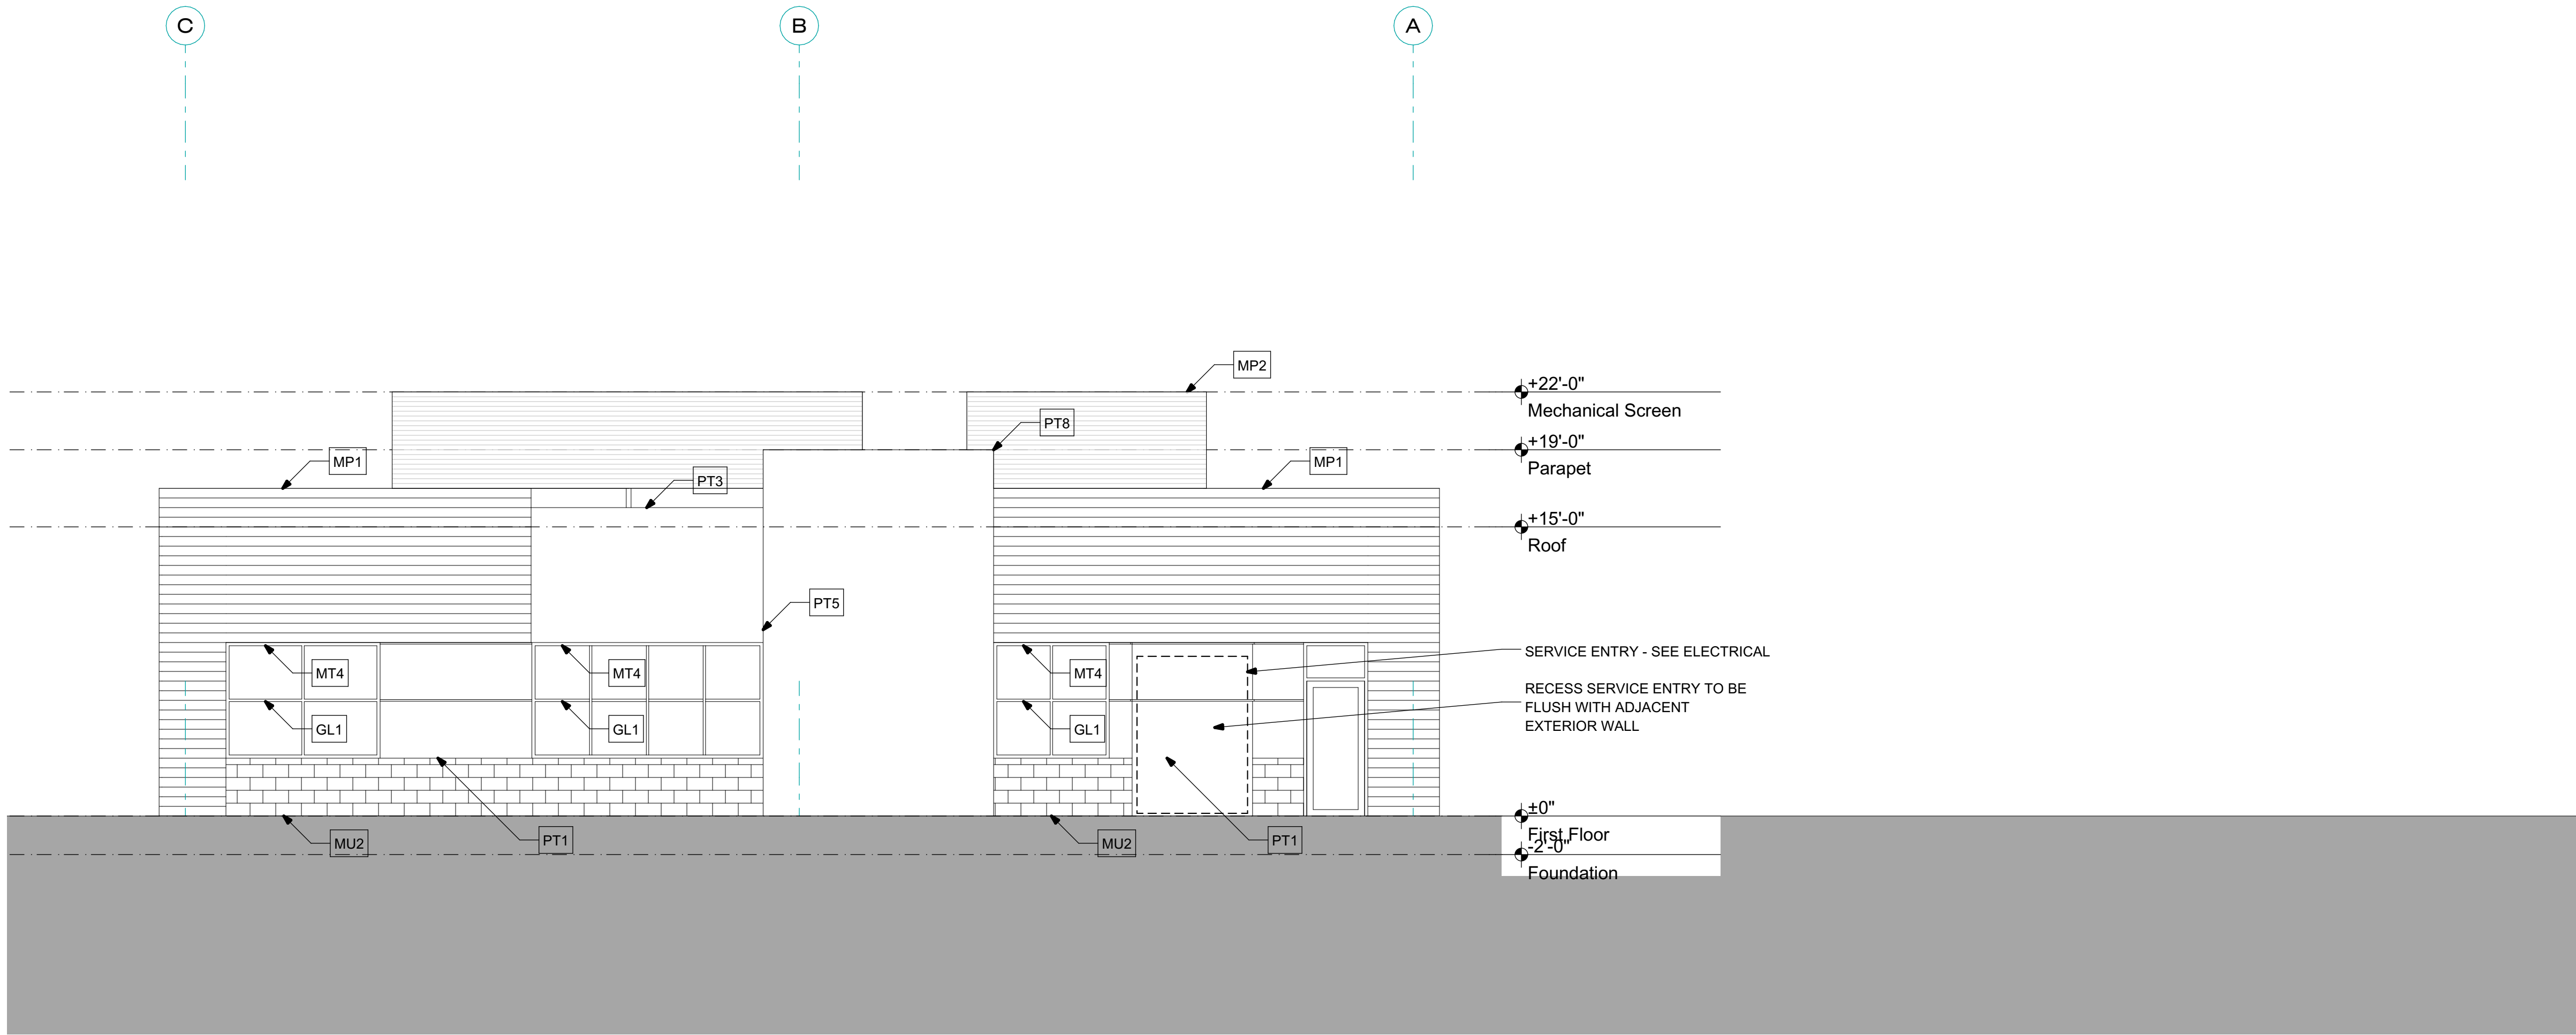 C
B
A
MP2
+22'-0"
Mechanical Screen
PT8
+19'-0"
Parapet
MP1
MP1
PT3
+15'-0"
Roof
PT5
SERVICE ENTRY - SEE ELECTRICAL
MT4
MT4
MT4
RECESS SERVICE ENTRY TO BE
FLUSH WITH ADJACENT
EXTERIOR WALL
GL1
GL1
GL1
±0"
First Floor
MU2
PT1
MU2
PT1
-2'-0"
Foundation